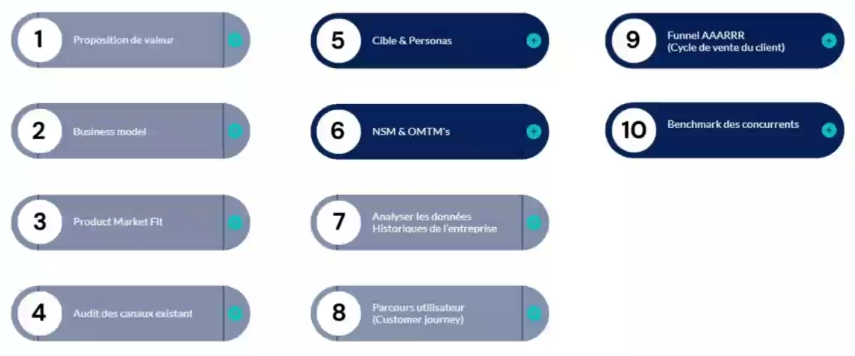 1
Proposition de valeur
2
Business model
3
Product Market Fit
4
Audit des canaux existant
5
Cible & Personas
6
NSM & OMTM's
7
Analyser les données
Historiques de l'entreprise
8
Parcours utilisateur
(Customer journey)
9
Funnel AAARRR
(Cycle de vente du client)
10
Benchmark des concurrents